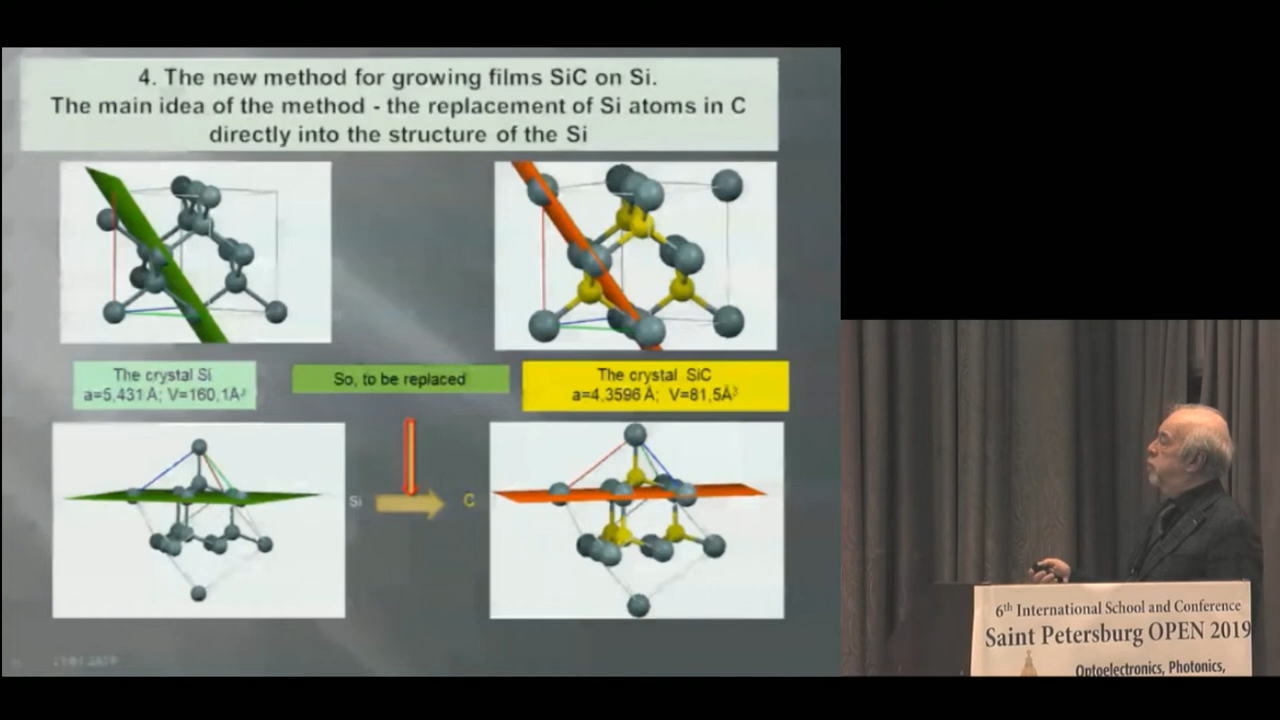 4. The new method for growing films SiC on Si.
The main idea of the method - the replacement of Si atoms in C
directly into the structure of the Si
The crystal Si
a=5,431 Å; V=160,1Å³
So, to be replaced
The crystal SiC
a=4,3596 Å; V=81,5Å³
Si
C
6th International School and Conference
Saint Petersburg OPEN 2019
Optoelectronics, Photonics,